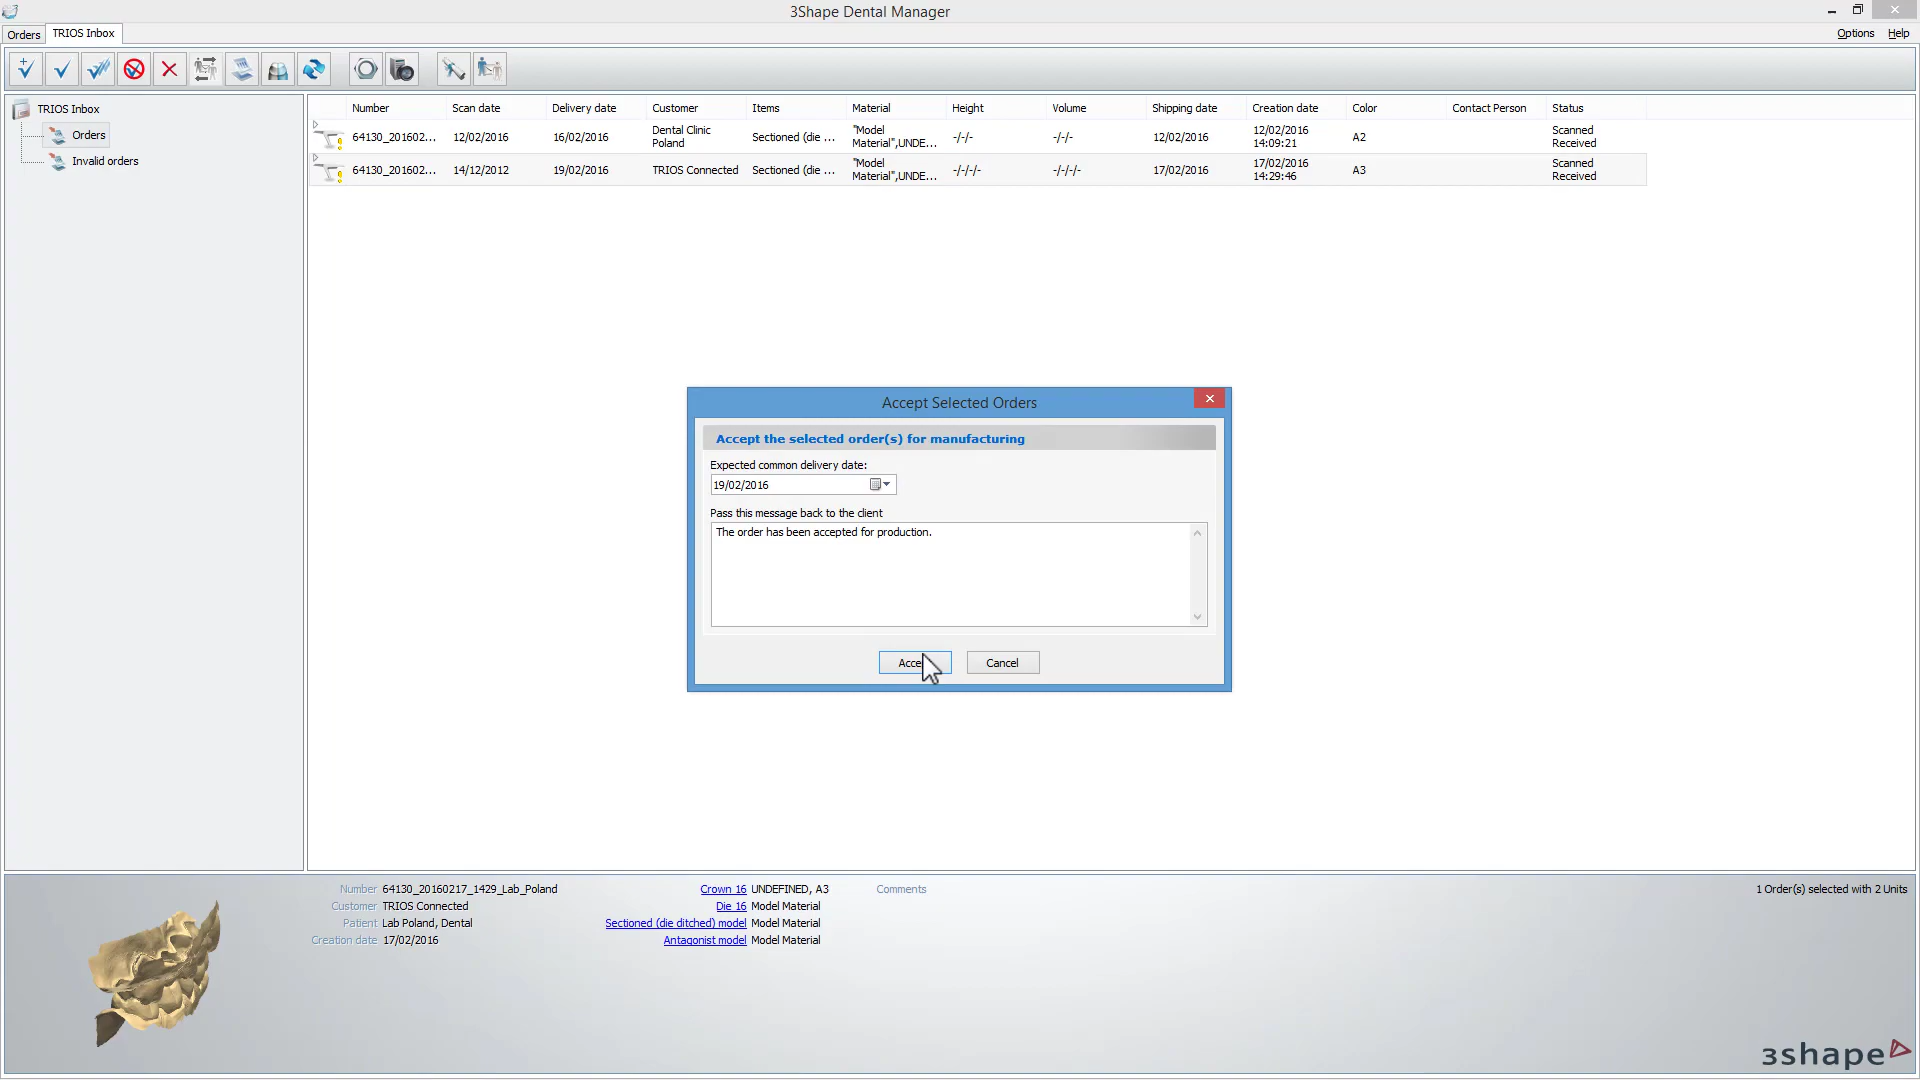 3Shape Dental Manager
Orders
TRIOS Inbox
Options Help
TRIOS Inbox
Orders
Invalid orders
Number Scan date Delivery date Customer Items Material Height Volume Shipping date Creation date Color Contact Person Status
64130_201602... 12/02/2016 16/02/2016 Dental Clinic Poland Sectioned (die ... "Model Material",UNDE... -/-/- -/-/- 12/02/2016 12/02/2016 14:09:21 A2 Scanned Received
64130_201602... 14/12/2012 19/02/2016 TRIOS Connected Sectioned (die ... "Model Material",UNDE... -/-/-/- -/-/-/- 17/02/2016 17/02/2016 14:29:46 A3 Scanned Received
Accept Selected Orders
Accept the selected order(s) for manufacturing
Expected common delivery date:
19/02/2016
Pass this message back to the client
The order has been accepted for production.
Cancel
Number 64130_20160217_1429_Lab_Poland Crown 16 UNDEFINED, A3 Comments 1 Order(s) selected with 2 Units
Customer TRIOS Connected Die 16 Model Material
Patient Lab Poland, Dental Sectioned (die ditched) model Model Material
Creation date 17/02/2016 Antagonist model Model Material
3shape